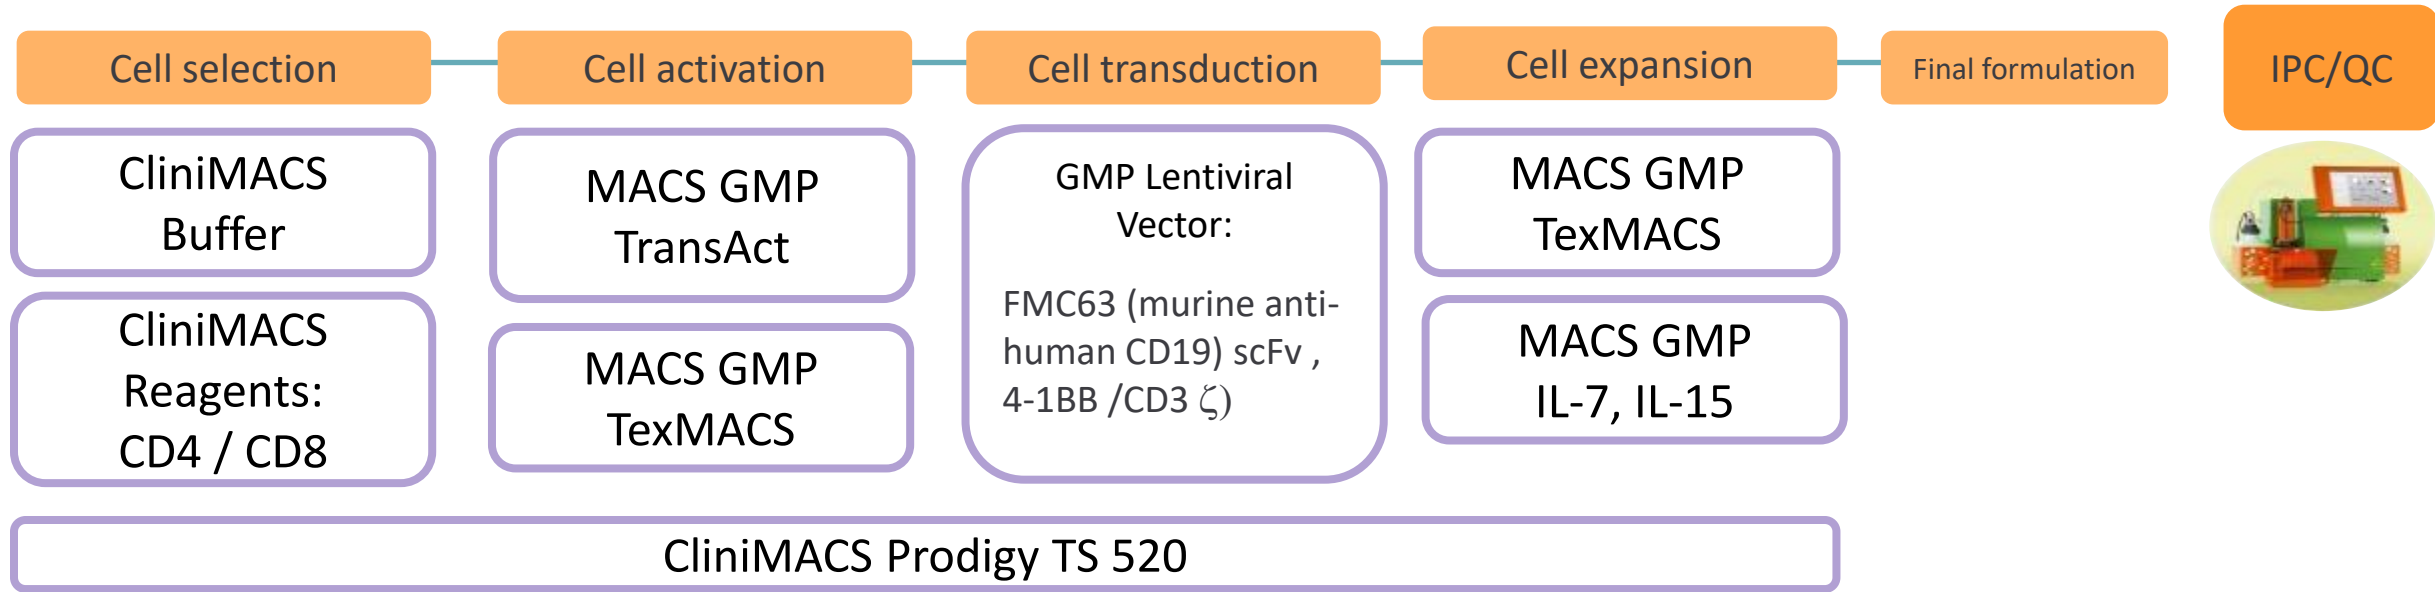 Cell selection
Cell activation
Cell transduction
Cell expansion
Final formulation
IPC/QC
CliniMACS
Buffer
CliniMACS
Reagents:
CD4 / CD8
MACS GMP
TransAct
MACS GMP
TexMACS
GMP Lentiviral
Vector:
FMC63 (murine anti-
human CD19) scFv ,
4-1BB /CD3 ζ)
MACS GMP
TexMACS
MACS GMP
IL-7, IL-15
CliniMACS Prodigy TS 520